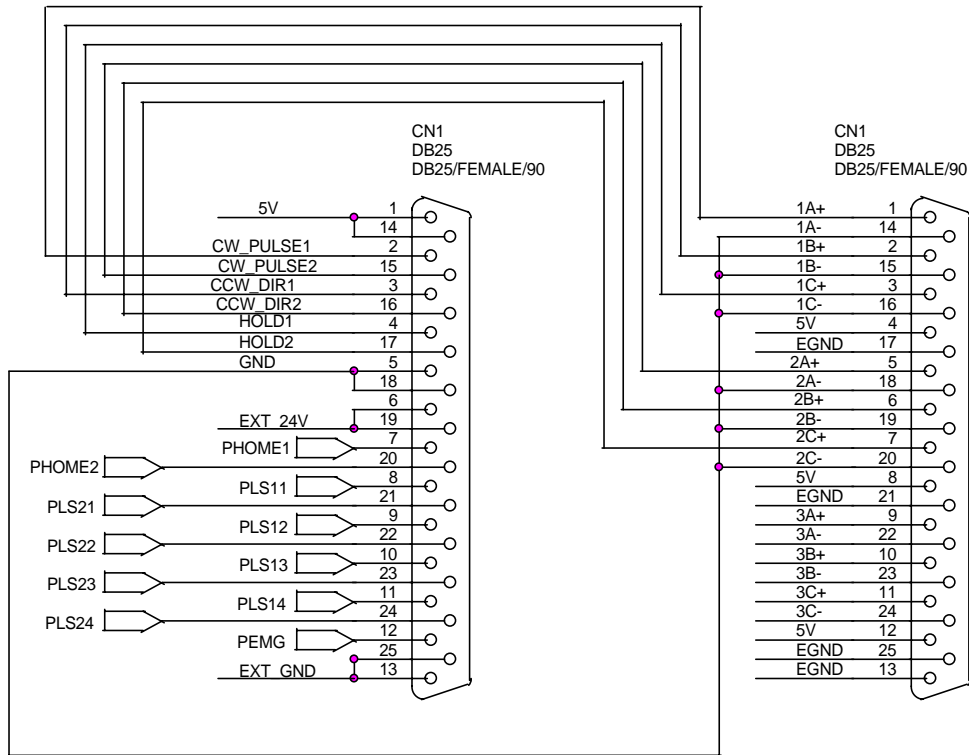 CN1
DB25
DB25/FEMALE/90
5V 1
14
CW_PULSE1 2
CW_PULSE2 15
CCW_DIR1 3
CCW_DIR2 16
HOLD1 4
HOLD2 17
GND 5
18
6
EXT_24V 19
PHOME1 7
PHOME2 20
PLS11 8
PLS21 21
PLS12 9
PLS22 22
PLS13 10
PLS23 23
PLS14 11
PLS24 24
PEMG 12
25
EXT_GND 13
CN1
DB25
DB25/FEMALE/90
1A+ 1
1A- 14
1B+ 2
1B- 15
1C+ 3
1C- 16
5V 4
EGND 17
2A+ 5
2A- 18
2B+ 6
2B- 19
2C+ 7
2C- 20
5V 8
EGND 21
3A+ 9
3A- 22
3B+ 10
3B- 23
3C+ 11
3C- 24
5V 12
EGND 25
EGND 13